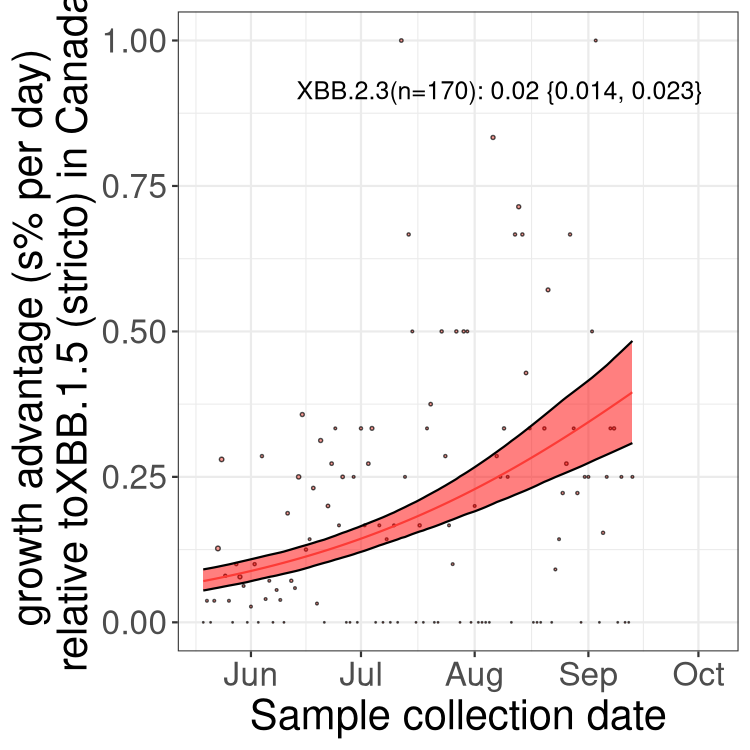 growth advantage (s% per day)
relative toXBB.1.5 (stricto) in Canada
1.00
XBB.2.3(n=170): 0.02 {0.014, 0.023}
0.75
0.50
0.25
0.00
Jun Jul Aug Sep Oct
Sample collection date